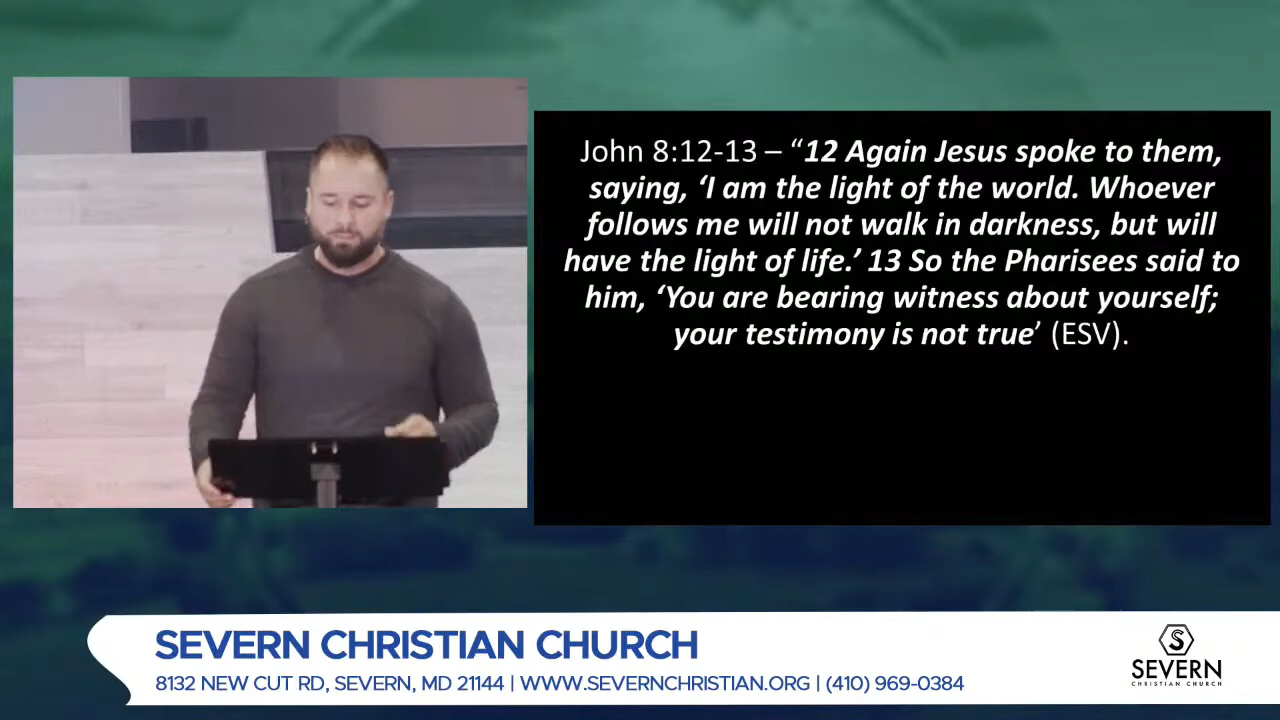 John 8:12-13 – “12 Again Jesus spoke to them,
saying, ‘I am the light of the world. Whoever
follows me will not walk in darkness, but will
have the light of life.’ 13 So the Pharisees said to
him, ‘You are bearing witness about yourself;
your testimony is not true’ (ESV).
SEVERN CHRISTIAN CHURCH
8132 NEW CUT RD, SEVERN, MD 21144 | WWW.SEVERNCHRISTIAN.ORG | (410) 969-0384
S
SEVERN
CHRISTIAN CHURCH